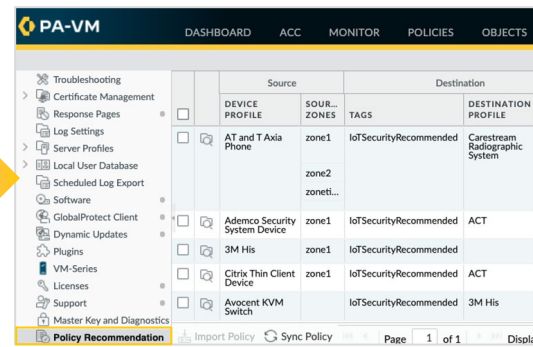 PA-VM
DASHBOARD ACC MONITOR POLICIES OBJECTS
Troubleshooting
Certificate Management
Response Pages
Log Settings
Server Profiles
Local User Database
Scheduled Log Export
Software
GlobalProtect Client
Dynamic Updates
Plugins
VM-Series
Licenses
Support
Master Key and Diagnostics
Policy Recommendation
Source Destination
DEVICE PROFILE SOUR... ZONES TAGS DESTINATION PROFILE
AT and T Axia Phone zone1 IoTSecurityRecommended Carestream Radiographic System
zone2
zoneti...
Ademco Security System Device zone1 IoTSecurityRecommended ACT
3M His zone1 IoTSecurityRecommended
Citrix Thin Client Device zone1 IoTSecurityRecommended ACT
Avocent KVM Switch IoTSecurityRecommended 3M His
Import Policy Sync Policy Page 1 of 1 Displa